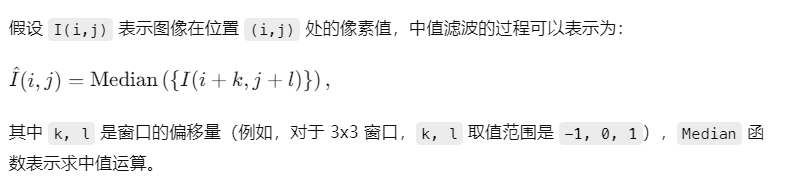 假设 I(i,j) 表示图像在位置 (i,j) 处的像素值，中值滤波的过程可以表示为：
Î(i, j) = Median ({I(i + k, j + l)}) ,
其中 k, l 是窗口的偏移量（例如，对于 3x3 窗口， k, l 取值范围是 -1, 0, 1 ）， Median 函
数表示求中值运算。